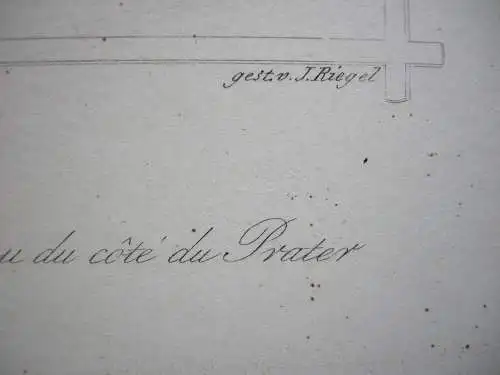 gest. v. J. Riegel
u du côté du Prater